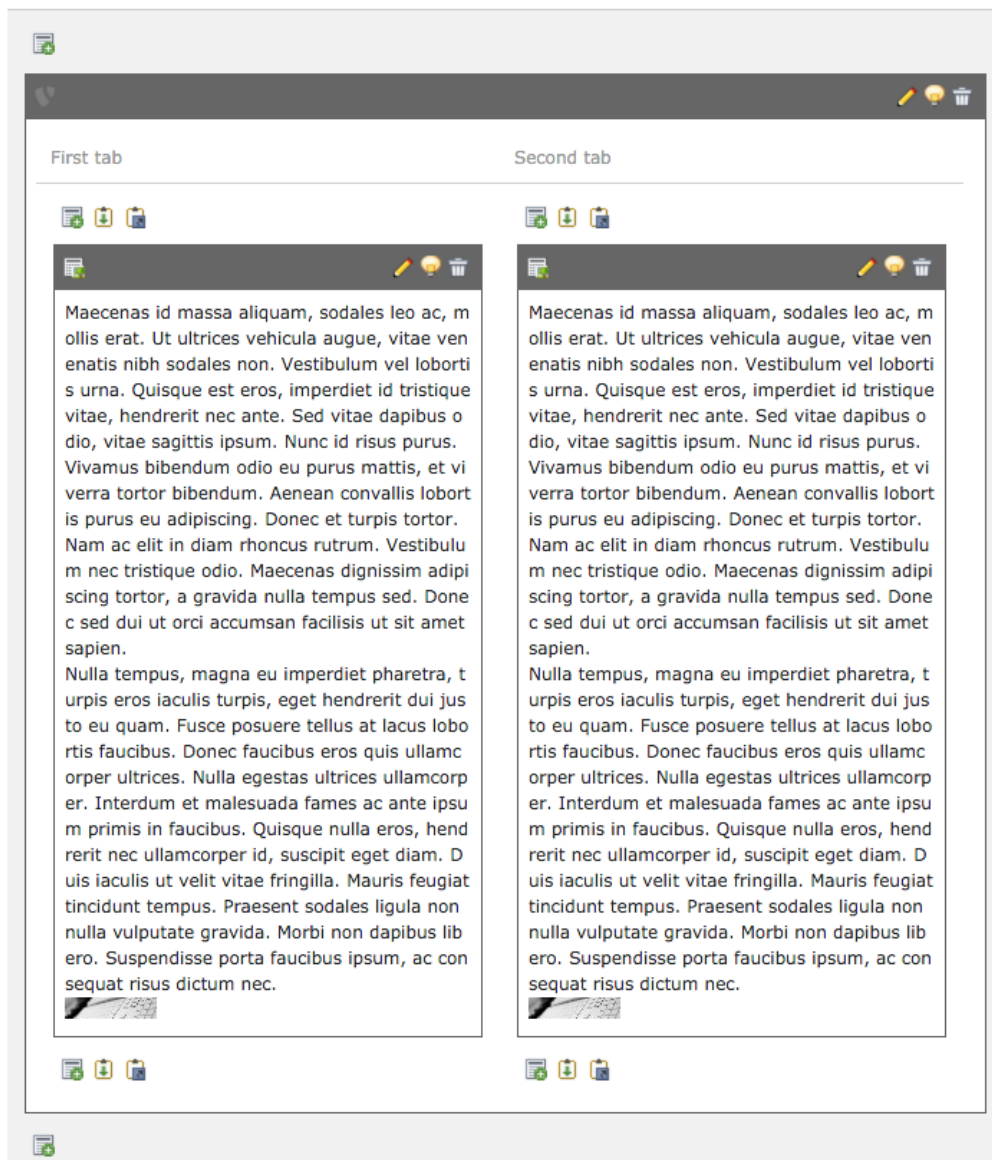 First tab
Second tab
Maecenas id massa aliquam, sodales leo ac, m
ollis erat. Ut ultrices vehicula augue, vitae ven
enatis nibh sodales non. Vestibulum vel loborti
s urna. Quisque est eros, imperdiet id tristique
vitae, hendrerit nec ante. Sed vitae dapibus o
dio, vitae sagittis ipsum. Nunc id risus purus.
Vivamus bibendum odio eu purus mattis, et vi
verra tortor bibendum. Aenean convallis lobort
is purus eu adipiscing. Donec et turpis tortor.
Nam ac elit in diam rhoncus rutrum. Vestibulu
m nec tristique odio. Maecenas dignissim adipi
scing tortor, a gravida nulla tempus sed. Done
c sed dui ut orci accumsan facilisis ut sit amet
sapien.
Nulla tempus, magna eu imperdiet pharetra, t
urpis eros iaculis turpis, eget hendrerit dui jus
to eu quam. Fusce posuere tellus at lacus lobo
rtis faucibus. Donec faucibus eros quis ullamc
orper ultrices. Nulla egestas ultrices ullamcorp
er. Interdum et malesuada fames ac ante ipsu
m primis in faucibus. Quisque nulla eros, hend
rerit nec ullamcorper id, suscipit eget diam. D
uis iaculis ut velit vitae fringilla. Mauris feugiat
tincidunt tempus. Praesent sodales ligula non
nulla vulputate gravida. Morbi non dapibus lib
ero. Suspendisse porta faucibus ipsum, ac con
sequat risus dictum nec.
Maecenas id massa aliquam, sodales leo ac, m
ollis erat. Ut ultrices vehicula augue, vitae ven
enatis nibh sodales non. Vestibulum vel loborti
s urna. Quisque est eros, imperdiet id tristique
vitae, hendrerit nec ante. Sed vitae dapibus o
dio, vitae sagittis ipsum. Nunc id risus purus.
Vivamus bibendum odio eu purus mattis, et vi
verra tortor bibendum. Aenean convallis lobort
is purus eu adipiscing. Donec et turpis tortor.
Nam ac elit in diam rhoncus rutrum. Vestibulu
m nec tristique odio. Maecenas dignissim adipi
scing tortor, a gravida nulla tempus sed. Done
c sed dui ut orci accumsan facilisis ut sit amet
sapien.
Nulla tempus, magna eu imperdiet pharetra, t
urpis eros iaculis turpis, eget hendrerit dui jus
to eu quam. Fusce posuere tellus at lacus lobo
rtis faucibus. Donec faucibus eros quis ullamc
orper ultrices. Nulla egestas ultrices ullamcorp
er. Interdum et malesuada fames ac ante ipsu
m primis in faucibus. Quisque nulla eros, hend
rerit nec ullamcorper id, suscipit eget diam. D
uis iaculis ut velit vitae fringilla. Mauris feugiat
tincidunt tempus. Praesent sodales ligula non
nulla vulputate gravida. Morbi non dapibus lib
ero. Suspendisse porta faucibus ipsum, ac con
sequat risus dictum nec.